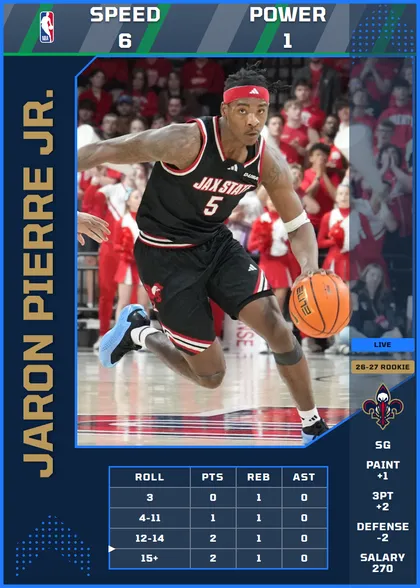 SPEED
6
POWER
1
JARON PIERRE JR.
JAX STATE
5
LIVE
26-27 ROOKIE
SG
PAINT
+1
3PT
+2
DEFENSE
-2
SALARY
270
ROLL PTS REB AST
3 0 1 0
4-11 1 1 0
12-14 2 1 0
15+ 2 1 0